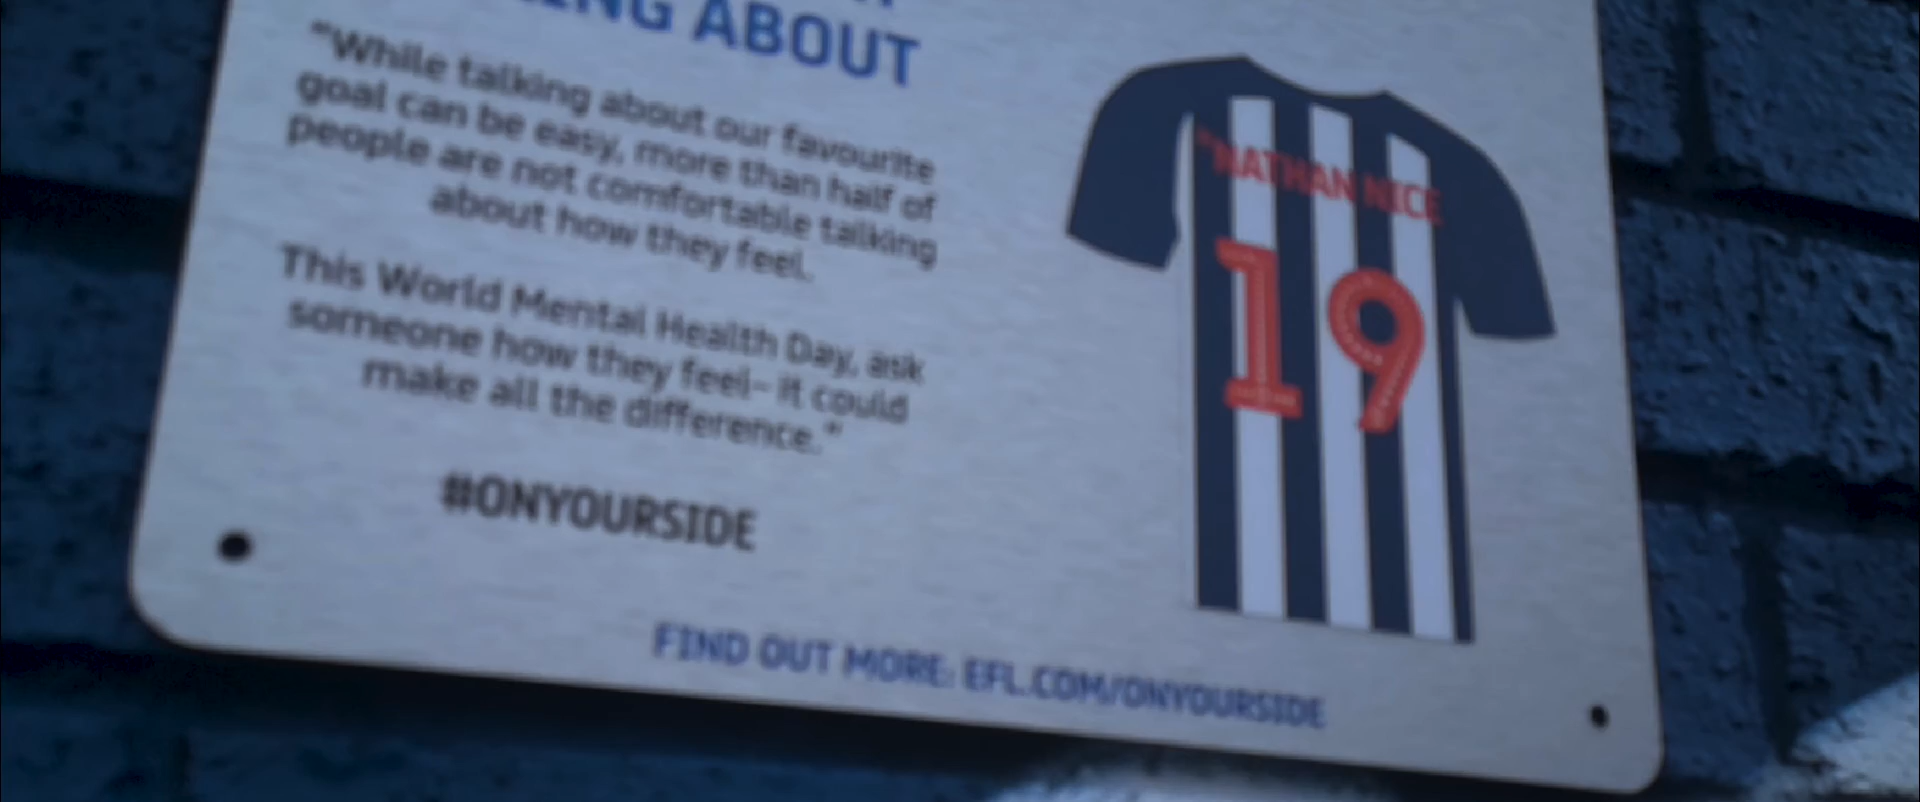 ABOUT
"While talking about our favourite
goal can be easy, more than half of
people are not comfortable talking
about how they feel.
This World Mental Health Day, ask
someone how they feel- it could
make all the difference."
#ONYOURSIDE
"NATHAN NICE
19
FIND OUT MORE: EFL.COM/ONYOURSIDE